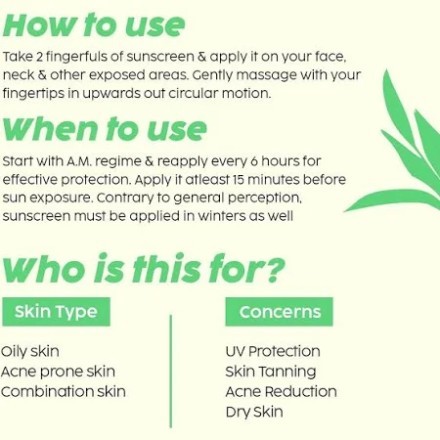 How to use
Take 2 fingerfuls of sunscreen & apply it on your face,
neck & other exposed areas. Gently massage with your
fingertips in upwards out circular motion.
When to use
Start with A.M. regime & reapply every 6 hours for
effective protection. Apply it atleast 15 minutes before
sun exposure. Contrary to general perception,
sunscreen must be applied in winters as well
Who is this for?
Skin Type
Oily skin
Acne prone skin
Combination skin
Concerns
UV Protection
Skin Tanning
Acne Reduction
Dry Skin